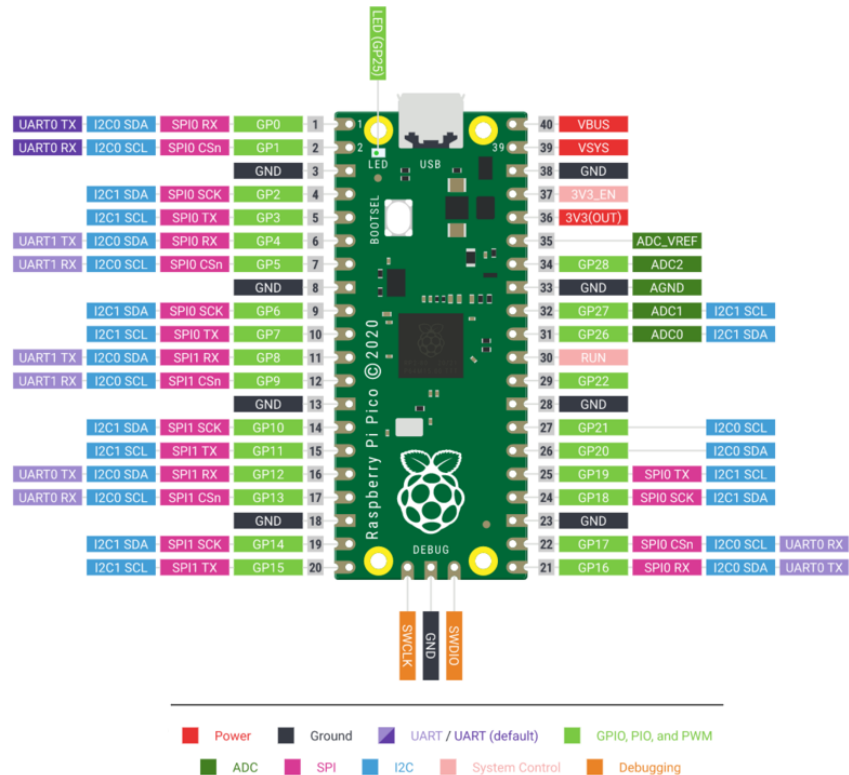 LED (GP25)
UART0 TX I2C0 SDA SPI0 RX GP0 1 1 40 VBUS
UART0 RX I2C0 SCL SPI0 CSn GP1 2 2 39 39 VSYS
LED USB
GND 3 38 GND
I2C1 SDA SPI0 SCK GP2 4 37 3V3_EN
I2C1 SCL SPI0 TX GP3 5 36 3V3(OUT)
BOOTSEL
UART1 TX I2C0 SDA SPI0 RX GP4 6 35 ADC_VREF
UART1 RX I2C0 SCL SPI0 CSn GP5 7 34 GP28 ADC2
GND 8 33 GND AGND
I2C1 SDA SPI0 SCK GP6 9 32 GP27 ADC1 I2C1 SCL
I2C1 SCL SPI0 TX GP7 10 31 GP26 ADC0 I2C1 SDA
UART1 TX I2C0 SDA SPI1 RX GP8 11 30 RUN
UART1 RX I2C0 SCL SPI1 CSn GP9 12 29 GP22
GND 13 28 GND
Raspberry Pi Pico © 2020
I2C1 SDA SPI1 SCK GP10 14 27 GP21 I2C0 SCL
I2C1 SCL SPI1 TX GP11 15 26 GP20 I2C0 SDA
UART0 TX I2C0 SDA SPI1 RX GP12 16 25 GP19 SPI0 TX I2C1 SCL
UART0 RX I2C0 SCL SPI1 CSn GP13 17 24 GP18 SPI0 SCK I2C1 SDA
GND 18 23 GND
I2C1 SDA SPI1 SCK GP14 19 22 GP17 SPI0 CSn I2C0 SCL UART0 RX
DEBUG
I2C1 SCL SPI1 TX GP15 20 21 GP16 SPI0 RX I2C0 SDA UART0 TX
SWCLK GND SWDIO
Power Ground UART / UART (default) GPIO, PIO, and PWM
ADC SPI I2C System Control Debugging